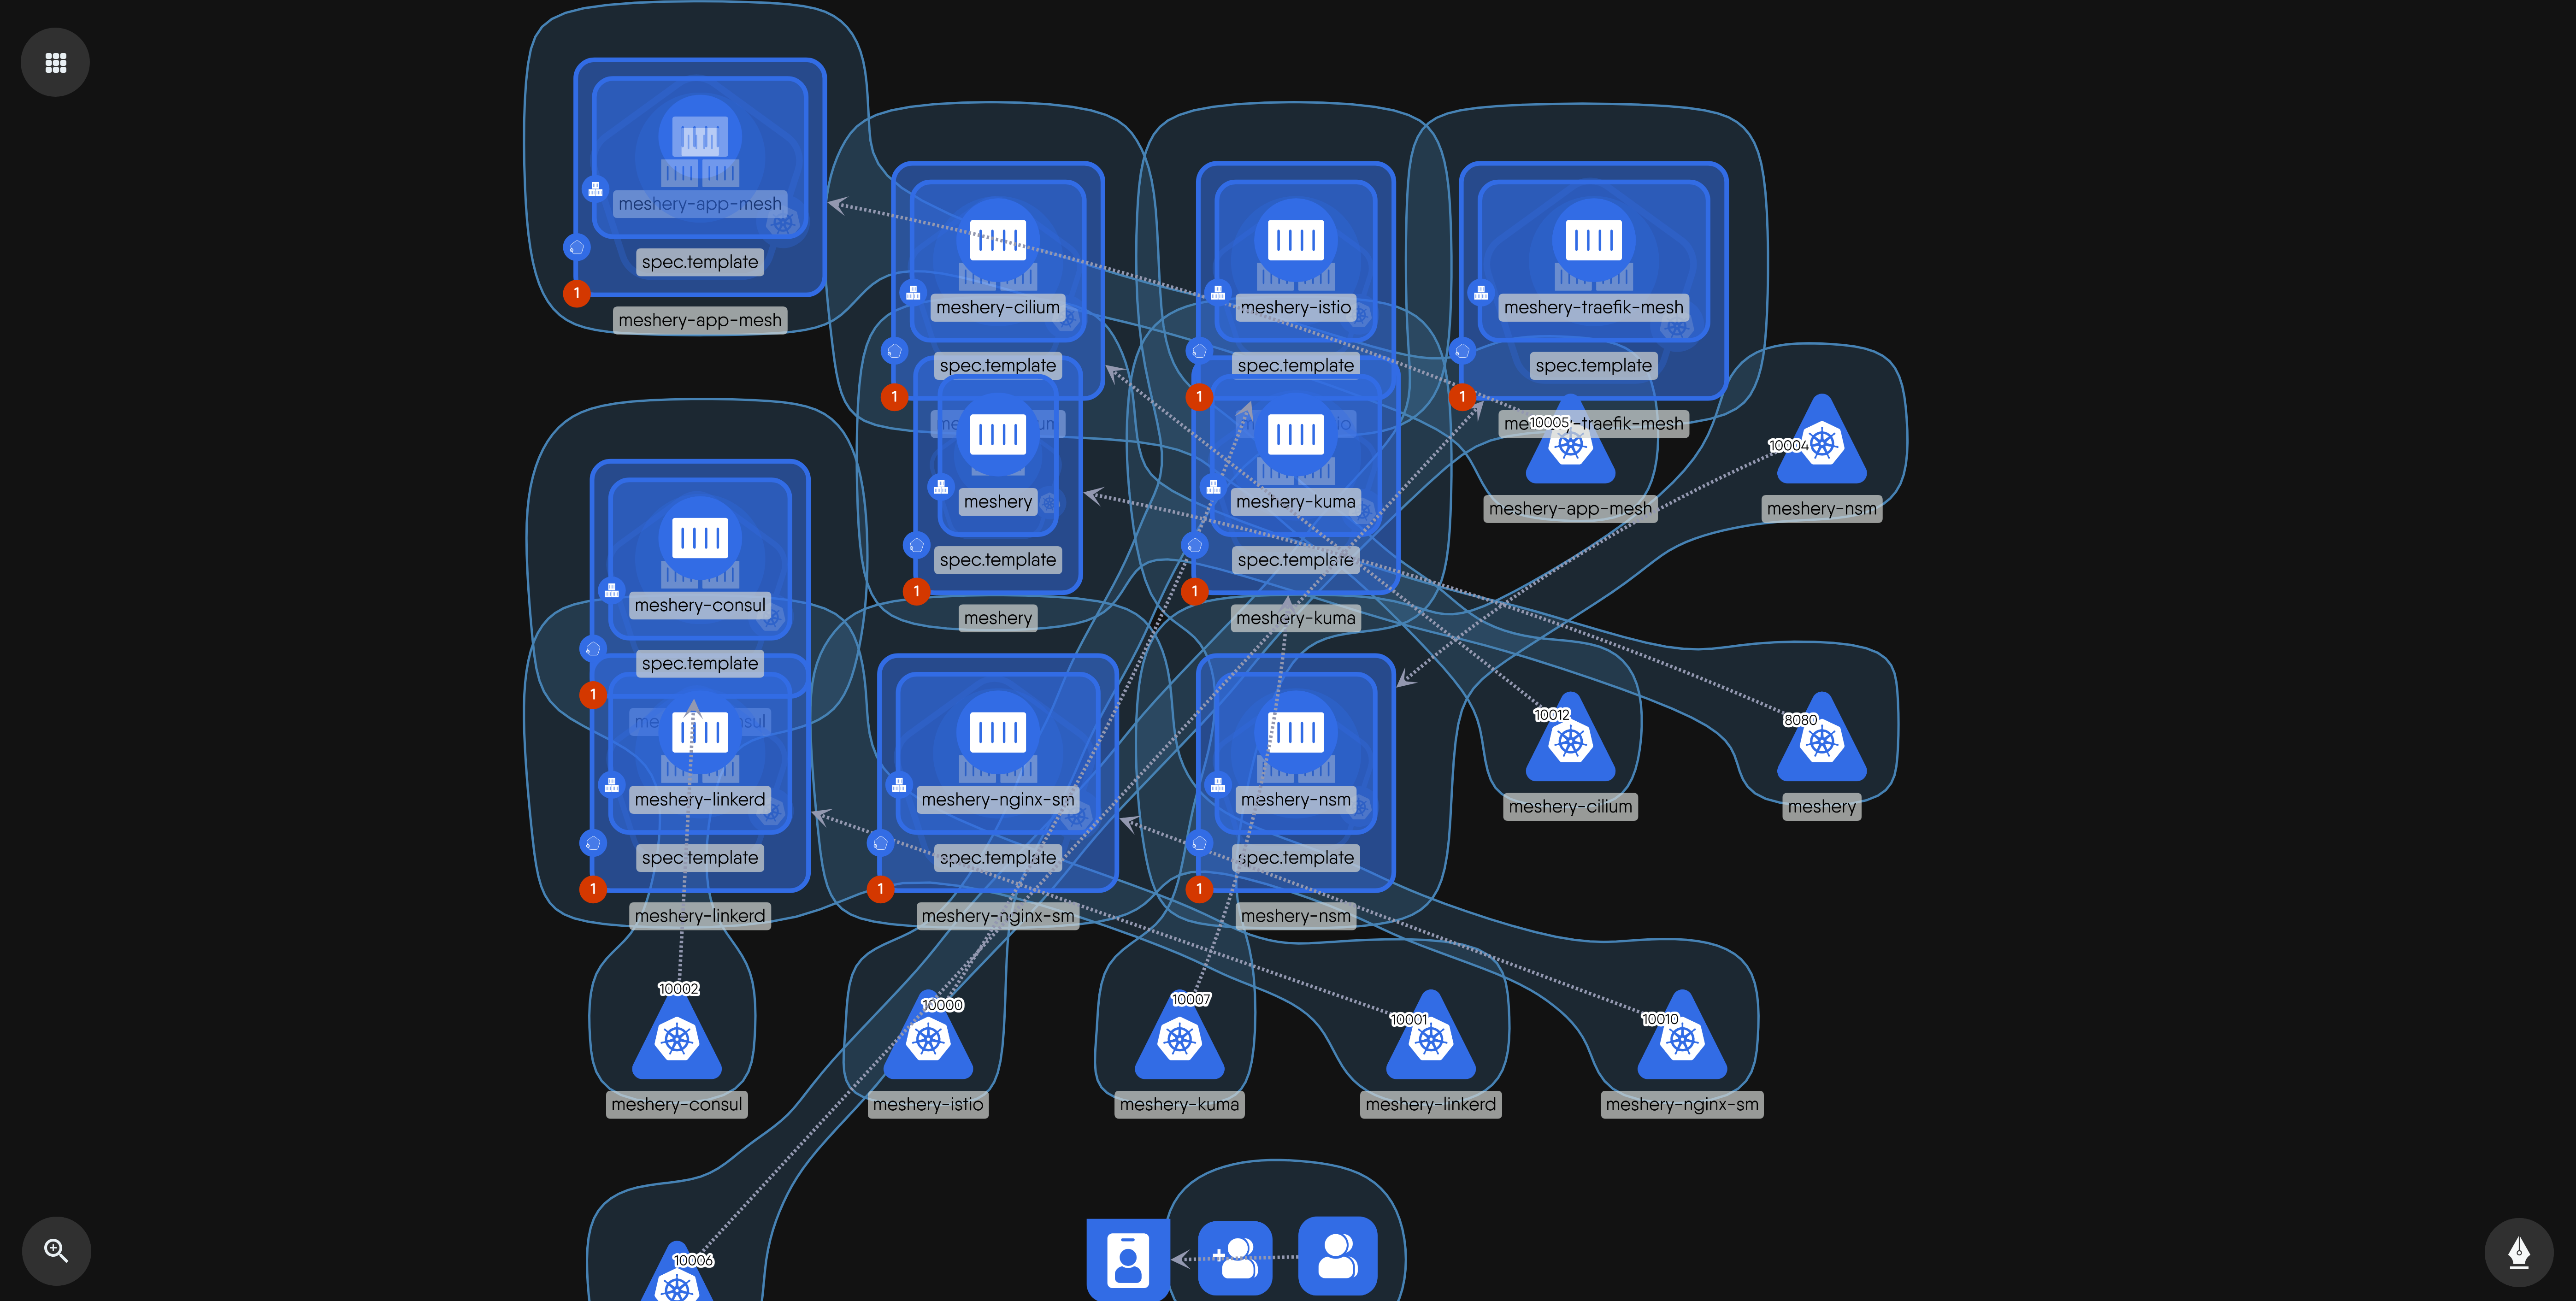 meshery-app-mesh
spec.template
1
meshery-app-mesh
meshery-cilium
spec.template
1
meshery-istio
spec.template
1
meshery-traefik-mesh
spec.template
1
meshery
spec.template
1
meshery
meshery-kuma
spec.template
1
meshery-kuma
10005
meshery-app-mesh
10004
meshery-nsm
meshery-consul
spec.template
1
meshery-linkerd
spec.template
1
meshery-linkerd
meshery-nginx-sm
spec.template
1
meshery-nginx-sm
meshery-nsm
spec.template
1
meshery-nsm
10012
meshery-cilium
8080
meshery
10002
meshery-consul
10000
meshery-istio
10007
meshery-kuma
10001
meshery-linkerd
10010
meshery-nginx-sm
10006